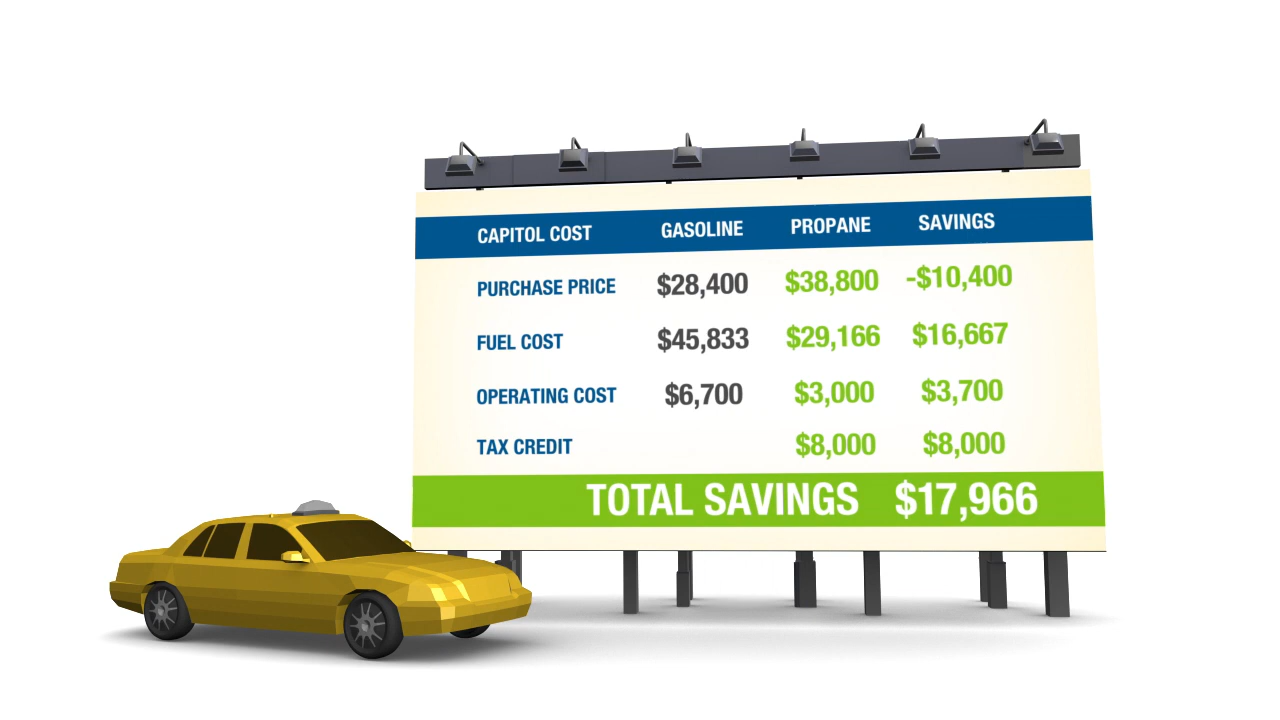 CAPITOL COST GASOLINE PROPANE SAVINGS
PURCHASE PRICE $28,400 $38,800 -$10,400
FUEL COST $45,833 $29,166 $16,667
OPERATING COST $6,700 $3,000 $3,700
TAX CREDIT $8,000 $8,000
TOTAL SAVINGS $17,966